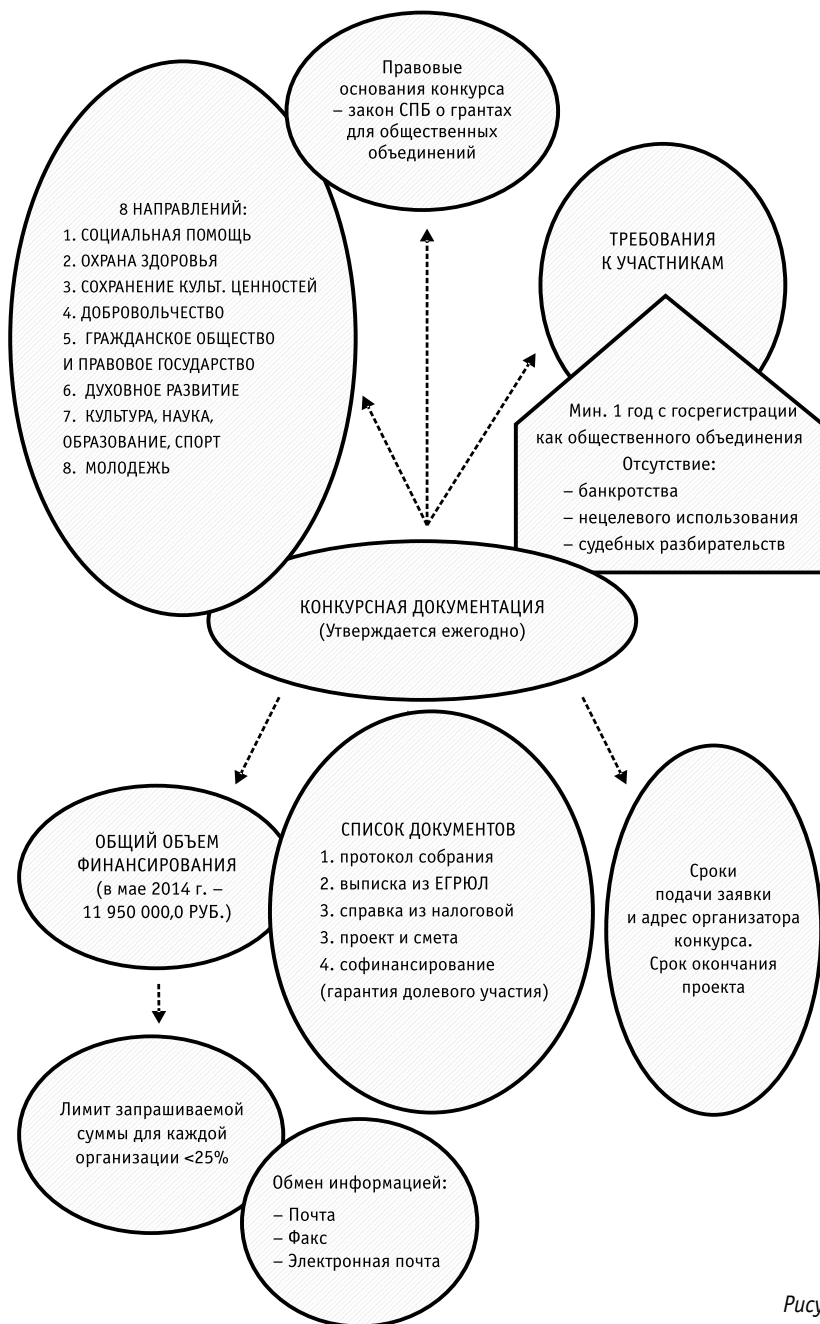 Правовые
основания конкурса
– закон СПБ о грантах
для общественных
объединений
8 НАПРАВЛЕНИЙ:
1. СОЦИАЛЬНАЯ ПОМОЩЬ
2. ОХРАНА ЗДОРОВЬЯ
3. СОХРАНЕНИЕ КУЛЬТ. ЦЕННОСТЕЙ
4. ДОБРОВОЛЬЧЕСТВО
5. ГРАЖДАНСКОЕ ОБЩЕСТВО
И ПРАВОВОЕ ГОСУДАРСТВО
6. ДУХОВНОЕ РАЗВИТИЕ
7. КУЛЬТУРА, НАУКА,
ОБРАЗОВАНИЕ, СПОРТ
8. МОЛОДЕЖЬ
ТРЕБОВАНИЯ
К УЧАСТНИКАМ
Мин. 1 год с госрегистрации
как общественного объединения
Отсутствие:
– банкротства
– нецелевого использования
– судебных разбирательств
КОНКУРСНАЯ ДОКУМЕНТАЦИЯ
(Утверждается ежегодно)
ОБЩИЙ ОБЪЕМ
ФИНАНСИРОВАНИЯ
(в мае 2014 г. –
11 950 000,0 РУБ.)
СПИСОК ДОКУМЕНТОВ
1. протокол собрания
2. выписка из ЕГРЮЛ
3. справка из налоговой
3. проект и смета
4. софинансирование
(гарантия долевого участия)
Сроки
подачи заявки
и адрес организатора
конкурса.
Срок окончания
проекта
Лимит запрашиваемой
суммы для каждой
организации <25%
Обмен информацией:
– Почта
– Факс
– Электронная почта
Рису